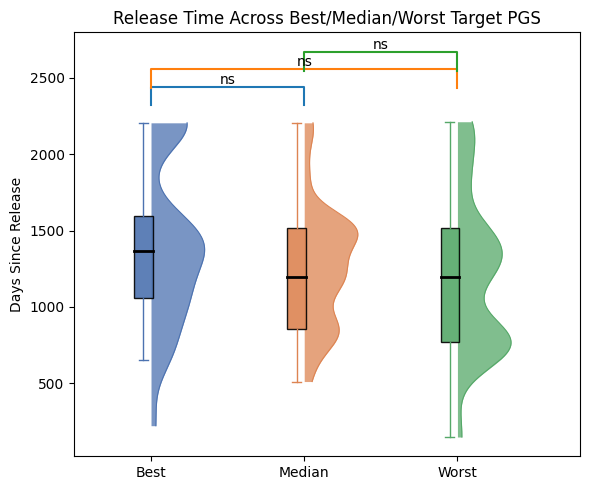 Release Time Across Best/Median/Worst Target PGS
ns
ns
ns
2500
2000
1500
1000
500
Days Since Release
Best
Median
Worst